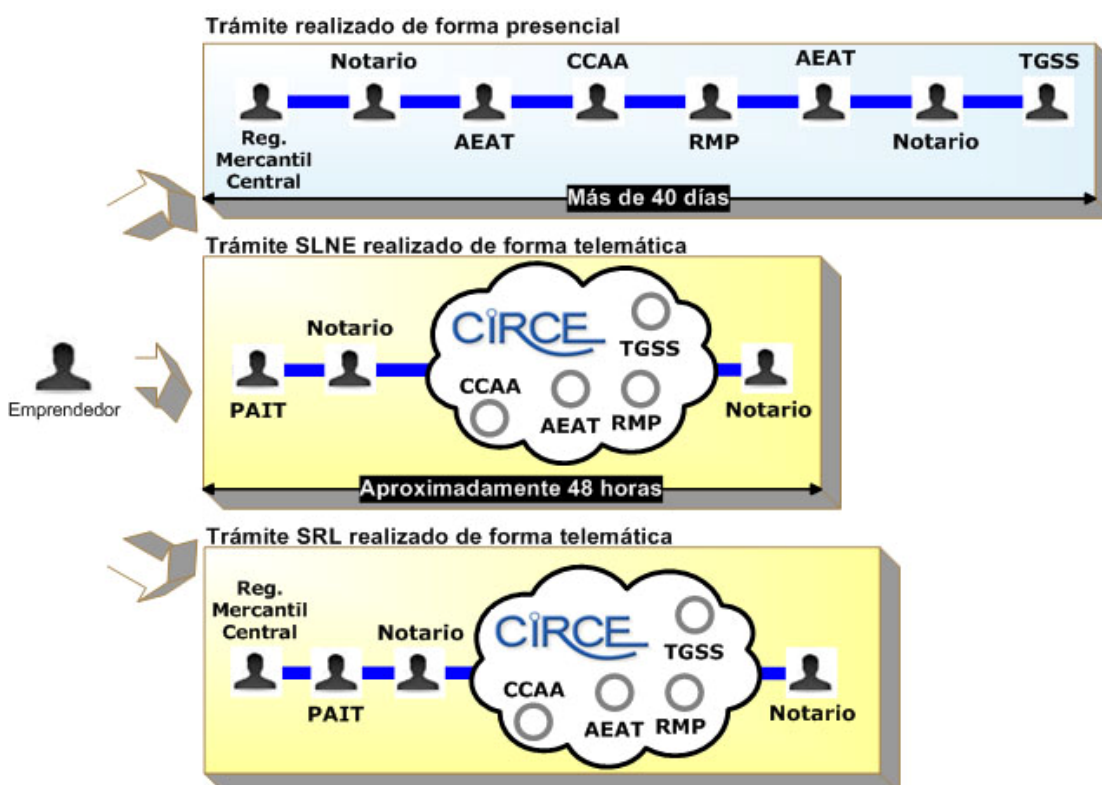 Trámite realizado de forma presencial
Notario
CCAA
AEAT
TGSS
Reg.
Mercantil
Central
AEAT
RMP
Notario
Más de 40 días
Trámite SLNE realizado de forma telemática
Notario
CIRCE
TGSS
CCAA
AEAT
RMP
PAIT
Notario
Emprendedor
Aproximadamente 48 horas
Trámite SRL realizado de forma telemática
Reg.
Mercantil
Central
Notario
CIRCE
TGSS
CCAA
AEAT
RMP
PAIT
Notario